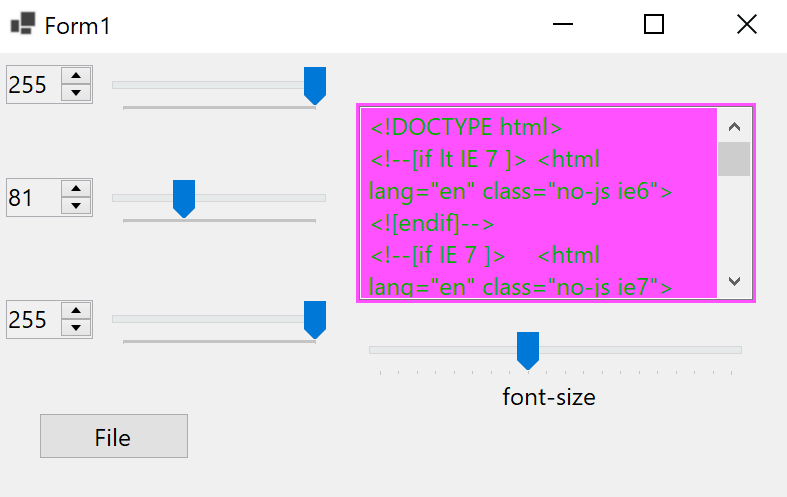 Form1
255
81
255
File
<!DOCTYPE html>
<!--[if lt IE 7 ]> <html
lang="en" class="no-js ie6">
<![endif]-->
<!--[if IE 7 ]>    <html
lang="en" class="no-js ie7">
font-size